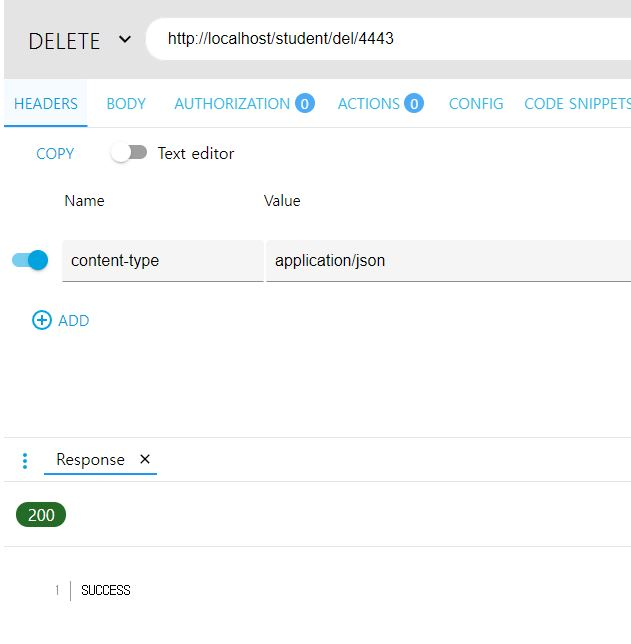 DELETE http://localhost/student/del/4443
HEADERS BODY AUTHORIZATION 0 ACTIONS 0 CONFIG CODE SNIPPETS
COPY Text editor
Name Value
content-type application/json
ADD
Response
200
1 SUCCESS